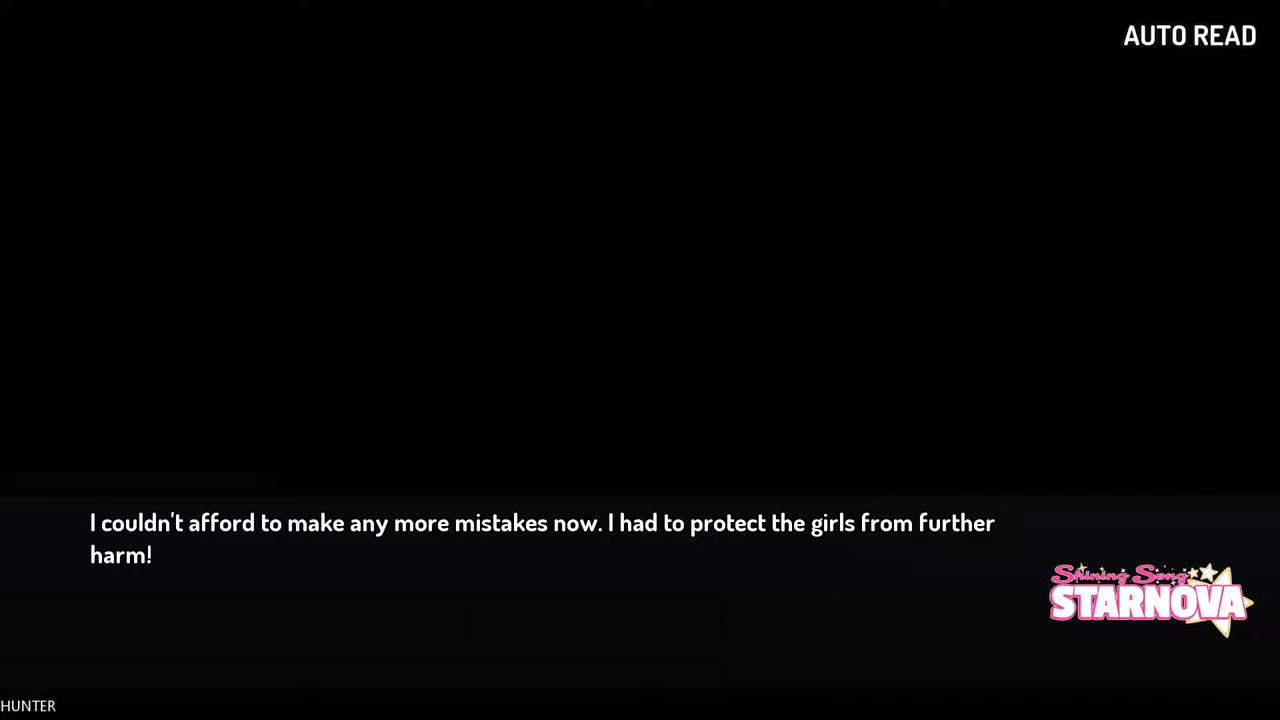 AUTO READ
I couldn't afford to make any more mistakes now. I had to protect the girls from further
harm!
Shining Song
STARNOVA
HUNTER